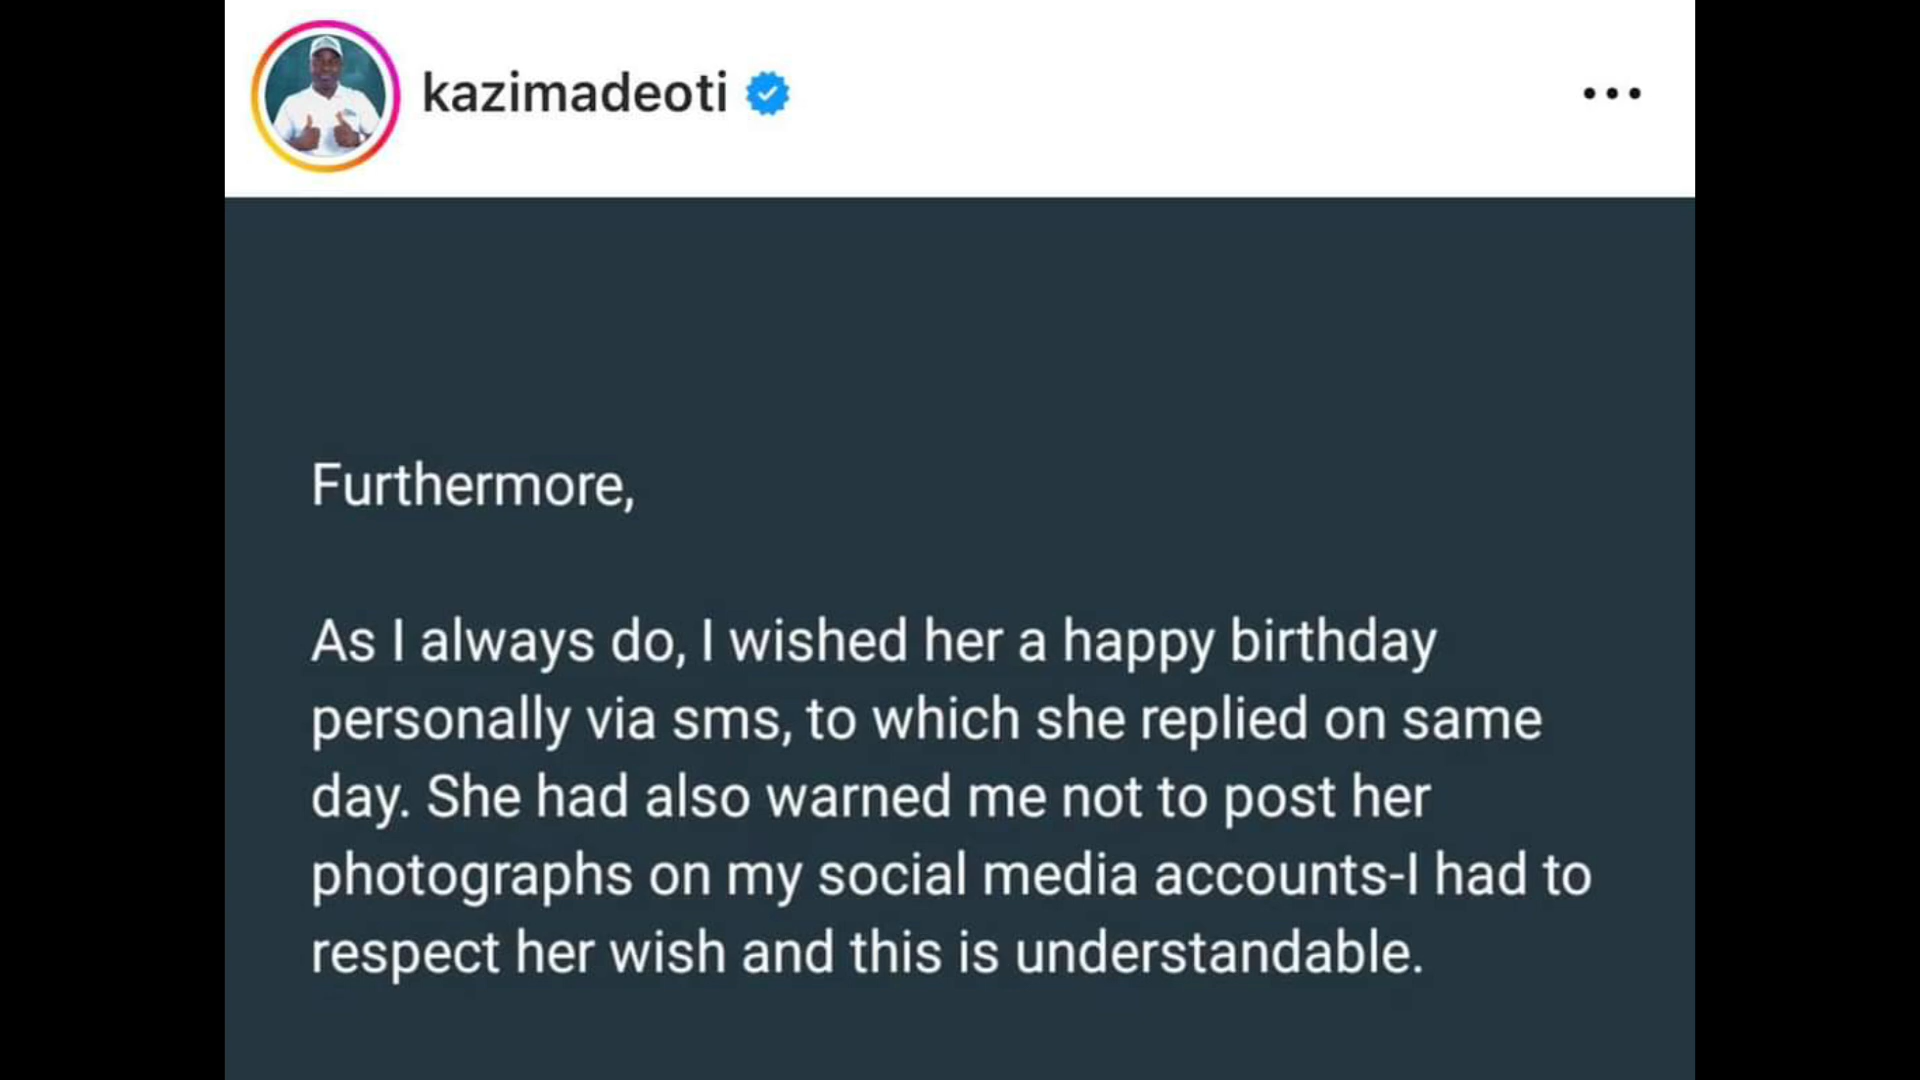 kazimadeoti
Furthermore,
As I always do, I wished her a happy birthday
personally via sms, to which she replied on same
day. She had also warned me not to post her
photographs on my social media accounts-I had to
respect her wish and this is understandable.